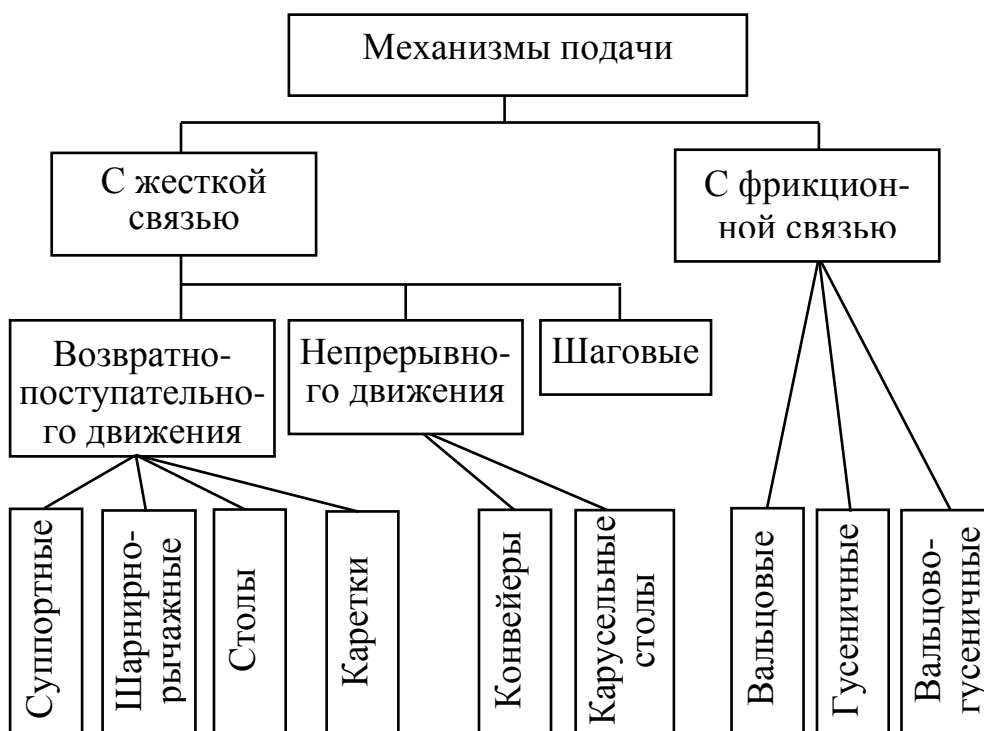 Механизмы подачи
С жесткой
связью
С фрикцион-
ной связью
Возвратно-
поступательно-
го движения
Непрерывно-
го движения
Шаговые
Суппортные
Шарнирно-
рычажные
Столы
Каретки
Конвейеры
Карусельные
столы
Вальцовые
Гусеничные
Вальцово-
гусеничные